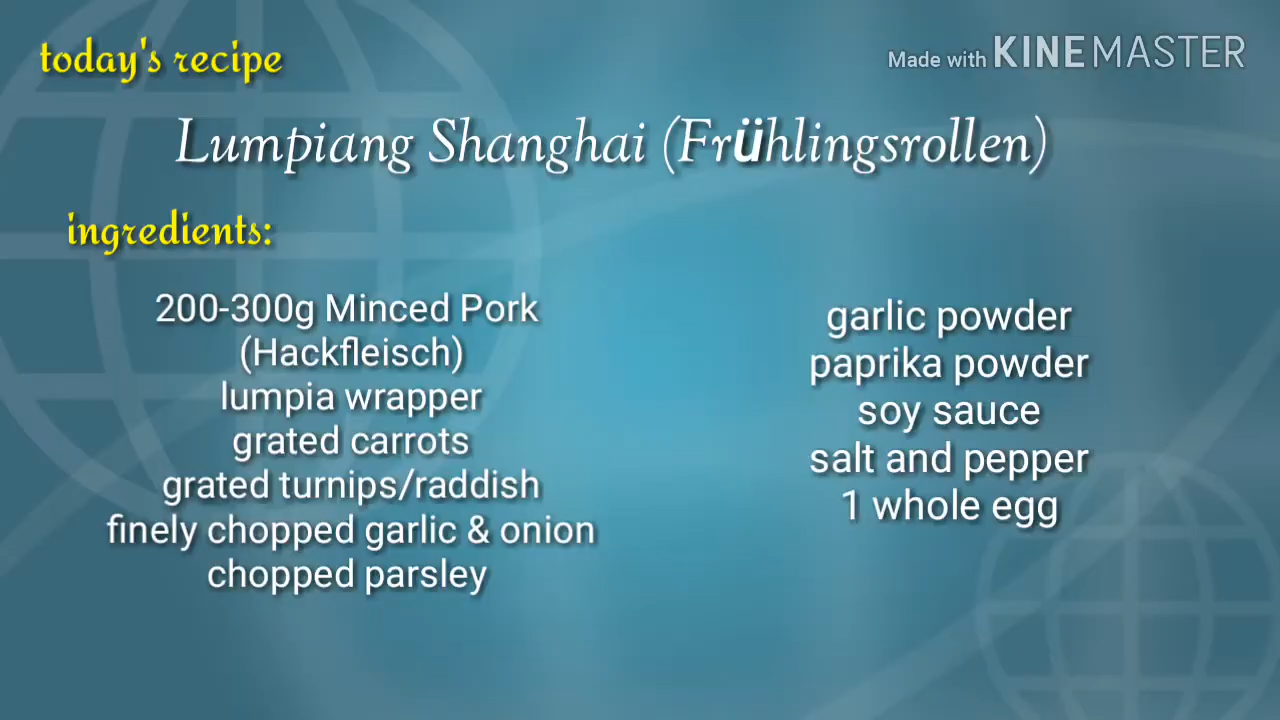 today's recipe
Made with KINEMASTER
Lumpiang Shanghai (Frühlingsrollen)
ingredients:
200-300g Minced Pork
(Hackfleisch)
lumpia wrapper
grated carrots
grated turnips/raddish
finely chopped garlic & onion
chopped parsley
garlic powder
paprika powder
soy sauce
salt and pepper
1 whole egg